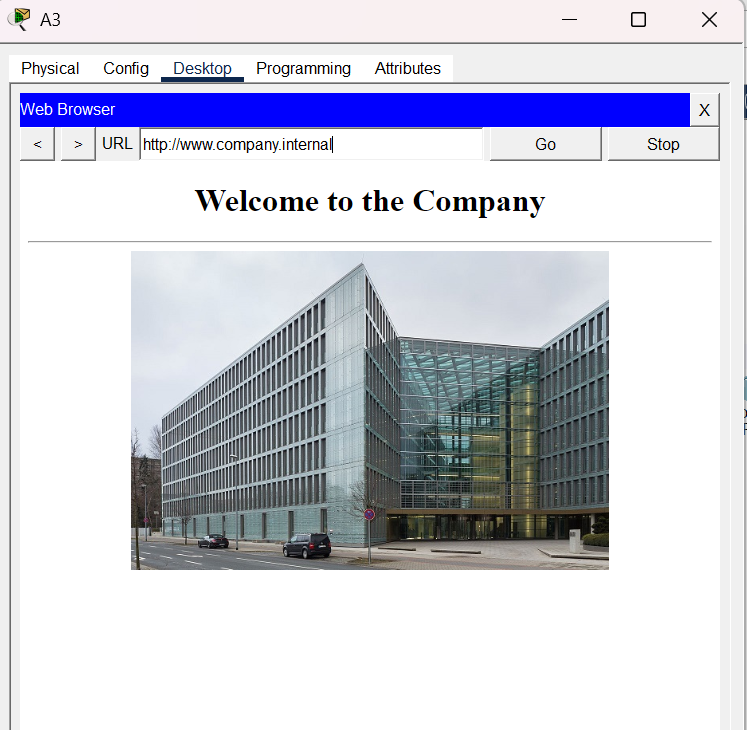 A3
Physical Config Desktop Programming Attributes
Web Browser X
< > URL http://www.company.internal Go Stop
Welcome to the Company